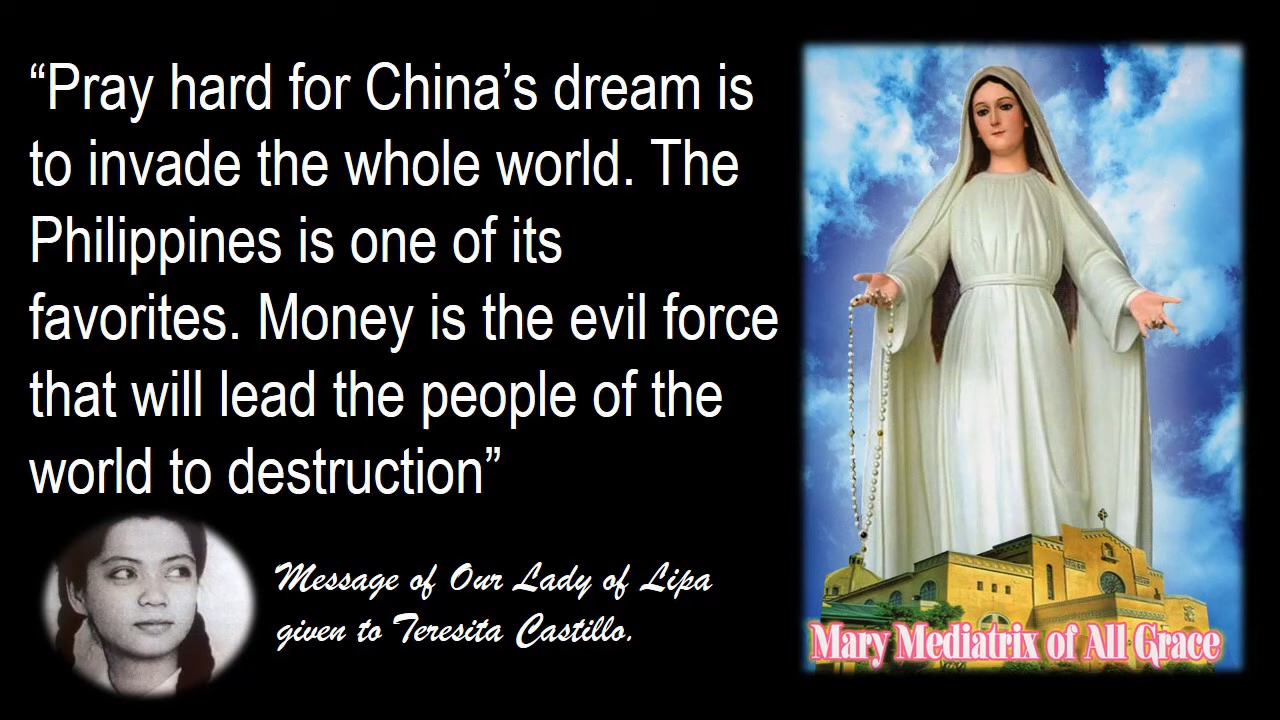 “Pray hard for China’s dream is
to invade the whole world. The
Philippines is one of its
favorites. Money is the evil force
that will lead the people of the
world to destruction”
Message of Our Lady of Lipa
given to Teresita Castillo.
Mary Mediatrix of All Grace